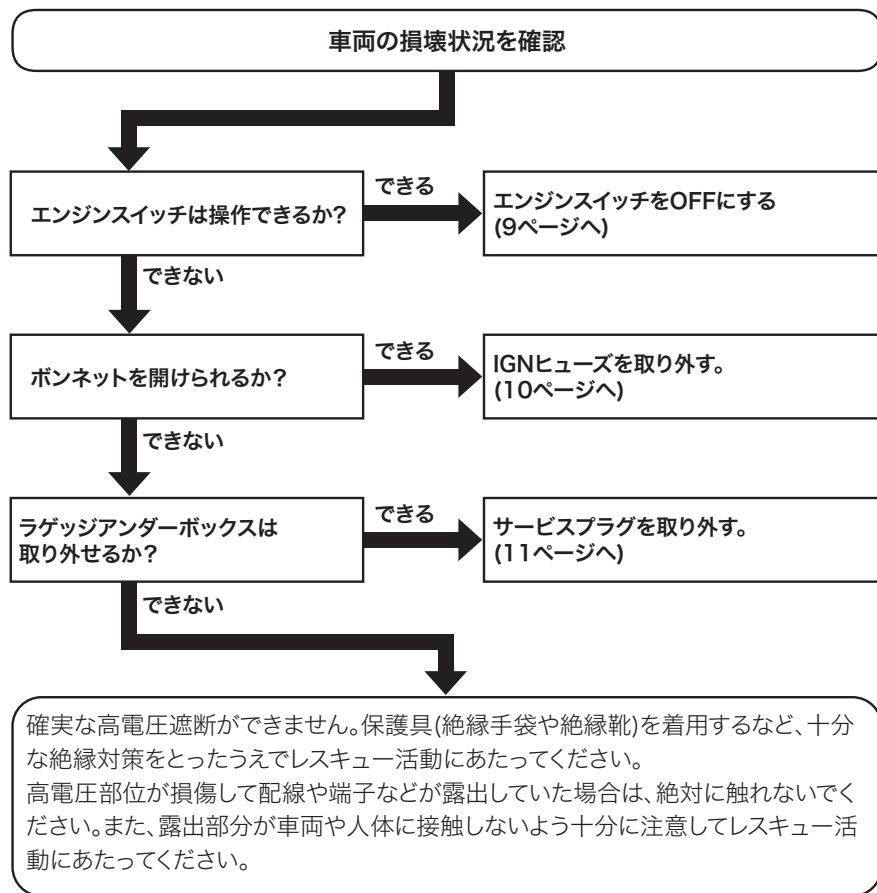 車両の損壊状況を確認
エンジンスイッチは操作できるか?
できる
エンジンスイッチをOFFにする
(9ページへ)
できない
ボンネットを開けられるか?
できる
IGNヒューズを取り外す。
(10ページへ)
できない
ラゲッジアンダーボックスは
取り外せるか?
できる
サービスプラグを取り外す。
(11ページへ)
できない
確実な高電圧遮断ができません。保護具(絶縁手袋や絶縁靴)を着用するなど、十分
な絶縁対策をとったうえでレスキュー活動にあたってください。
高電圧部位が損傷して配線や端子などが露出していた場合は、絶対に触れないでく
ださい。また、露出部分が車両や人体に接触しないよう十分に注意してレスキュー活
動にあたってください。